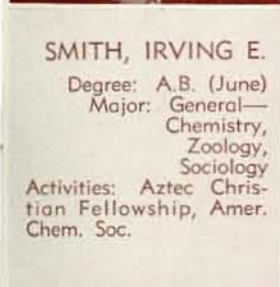 SMITH, IRVING E.
Degree: A.B. (June)
Major: General—
Chemistry,
Zoology,
Sociology
Activities: Aztec Chris-
tian Fellowship, Amer.
Chem. Soc.